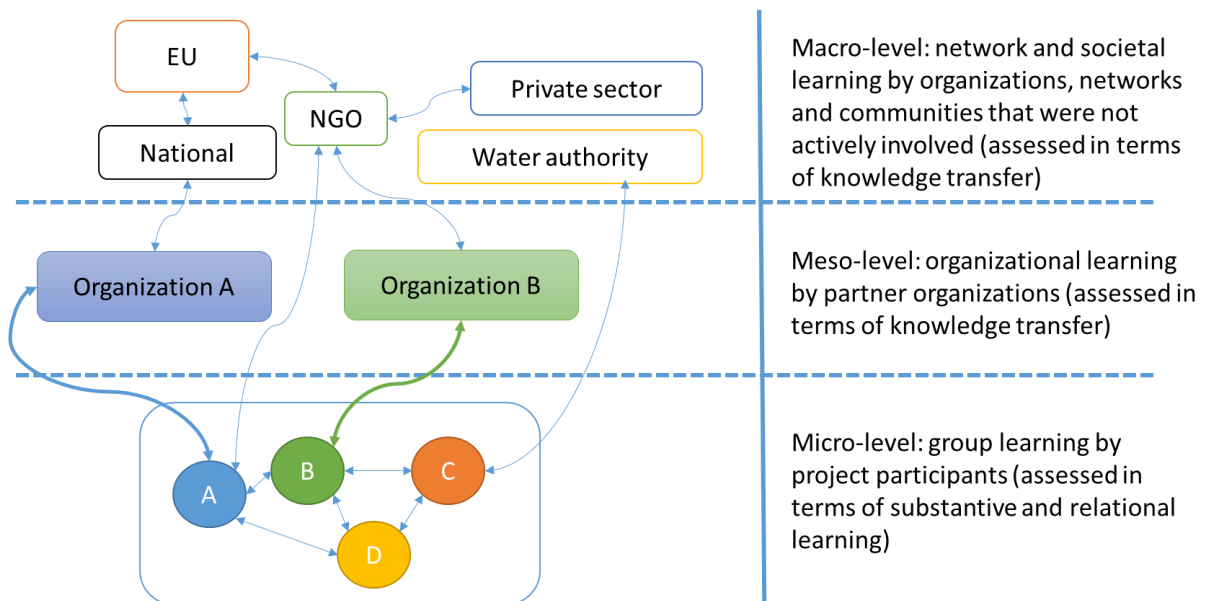 EU
Private sector
NGO
National
Water authority
Macro-level: network and societal
learning by organizations, networks
and communities that were not
actively involved (assessed in terms
of knowledge transfer)
Organization A
Organization B
Meso-level: organizational learning
by partner organizations (assessed in
terms of knowledge transfer)
A
B
C
D
Micro-level: group learning by
project participants (assessed in
terms of substantive and relational
learning)